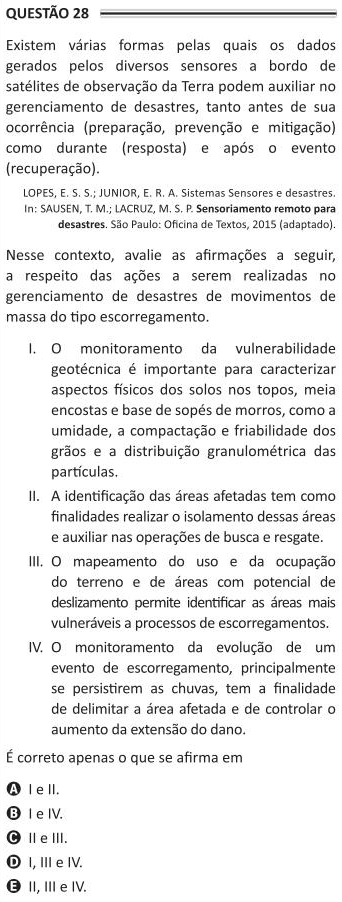 QUESTÃO 28
Existem várias formas pelas quais os dados
gerados pelos diversos sensores a bordo de
satélites de observação da Terra podem auxiliar no
gerenciamento de desastres, tanto antes de sua
ocorrência (preparação, prevenção e mitigação)
como durante (resposta) e após o evento
(recuperação).
LOPES, E. S. S.; JUNIOR, E. R. A. Sistemas Sensores e desastres.
In: SAUSEN, T. M.; LACRUZ, M. S. P. Sensoriamento remoto para
desastres. São Paulo: Oficina de Textos, 2015 (adaptado).
Nesse contexto, avalie as afirmações a seguir,
a respeito das ações a serem realizadas no
gerenciamento de desastres de movimentos de
massa do tipo escorregamento.
I. O monitoramento da vulnerabilidade
geotécnica é importante para caracterizar
aspectos físicos dos solos nos topos, meia
encostas e base de sopés de morros, como a
umidade, a compactação e friabilidade dos
grãos e a distribuição granulométrica das
partículas.
II. A identificação das áreas afetadas tem como
finalidades realizar o isolamento dessas áreas
e auxiliar nas operações de busca e resgate.
III. O mapeamento do uso e da ocupação
do terreno e de áreas com potencial de
deslizamento permite identificar as áreas mais
vulneráveis a processos de escorregamentos.
IV. O monitoramento da evolução de um
evento de escorregamento, principalmente
se persistirem as chuvas, tem a finalidade
de delimitar a área afetada e de controlar o
aumento da extensão do dano.
É correto apenas o que se afirma em
A I e II.
B I e IV.
C II e III.
D I, III e IV.
E II, III e IV.